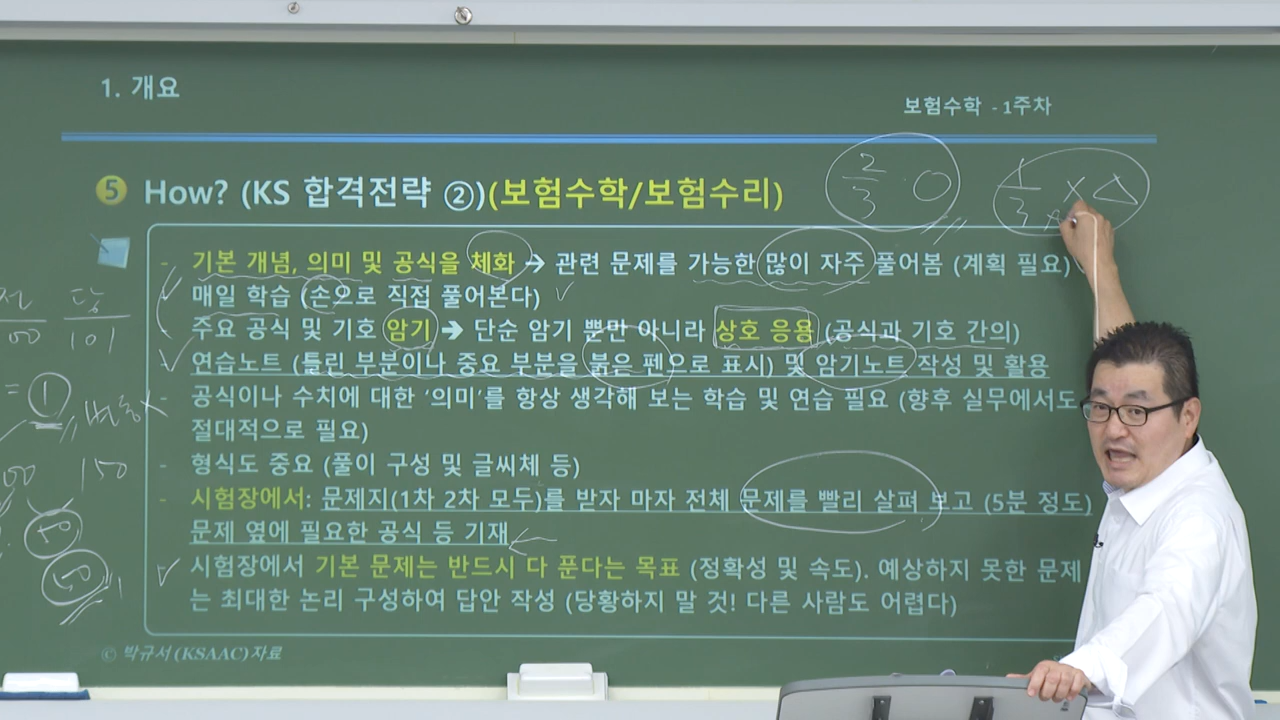 1. 개요
보험수학 - 1주차
2/3 ○
1/3 × △
❺ How? (KS 합격전략 ②)(보험수학/보험수리)
- 기본 개념, 의미 및 공식을 체화 → 관련 문제를 가능한 많이 자주 풀어봄 (계획 필요)
매일 학습 (손으로 직접 풀어본다)
- 주요 공식 및 기호 암기 → 단순 암기 뿐만 아니라 상호 응용 (공식과 기호 간의)
- 연습노트 (틀린 부분이나 중요 부분을 붉은 펜으로 표시) 및 암기노트 작성 및 활용
- 공식이나 수치에 대한 '의미'를 항상 생각해 보는 학습 및 연습 필요 (향후 실무에서도
절대적으로 필요)
- 형식도 중요 (풀이 구성 및 글씨체 등)
- 시험장에서: 문제지(1차 2차 모두)를 받자 마자 전체 문제를 빨리 살펴 보고 (5분 정도)
문제 옆에 필요한 공식 등 기재
- 시험장에서 기본 문제는 반드시 다 푼다는 목표 (정확성 및 속도). 예상하지 못한 문제
는 최대한 논리 구성하여 답안 작성 (당황하지 말 것! 다른 사람도 어렵다)
전 당
00 101
= 1
변동 ×
00 150
50
© 박규서(KSAAC)자료